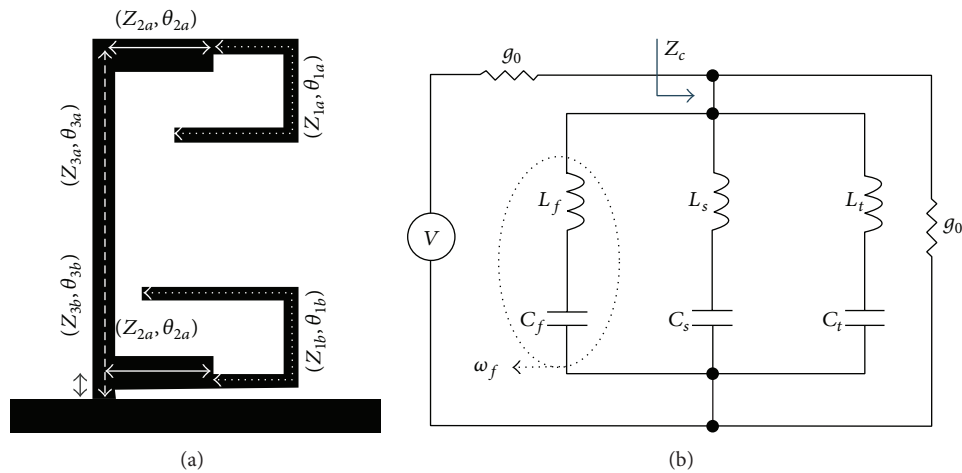 (Z2a, θ2a)
(Z1a, θ1a)
(Z3a, θ3a)
(Z3b, θ3b)
(Z2a, θ2a)
(Z1b, θ1b)
(a)
g0
Zc
V
Lf
Ls
Lt
g0
Cf
Cs
Ct
ωf
(b)